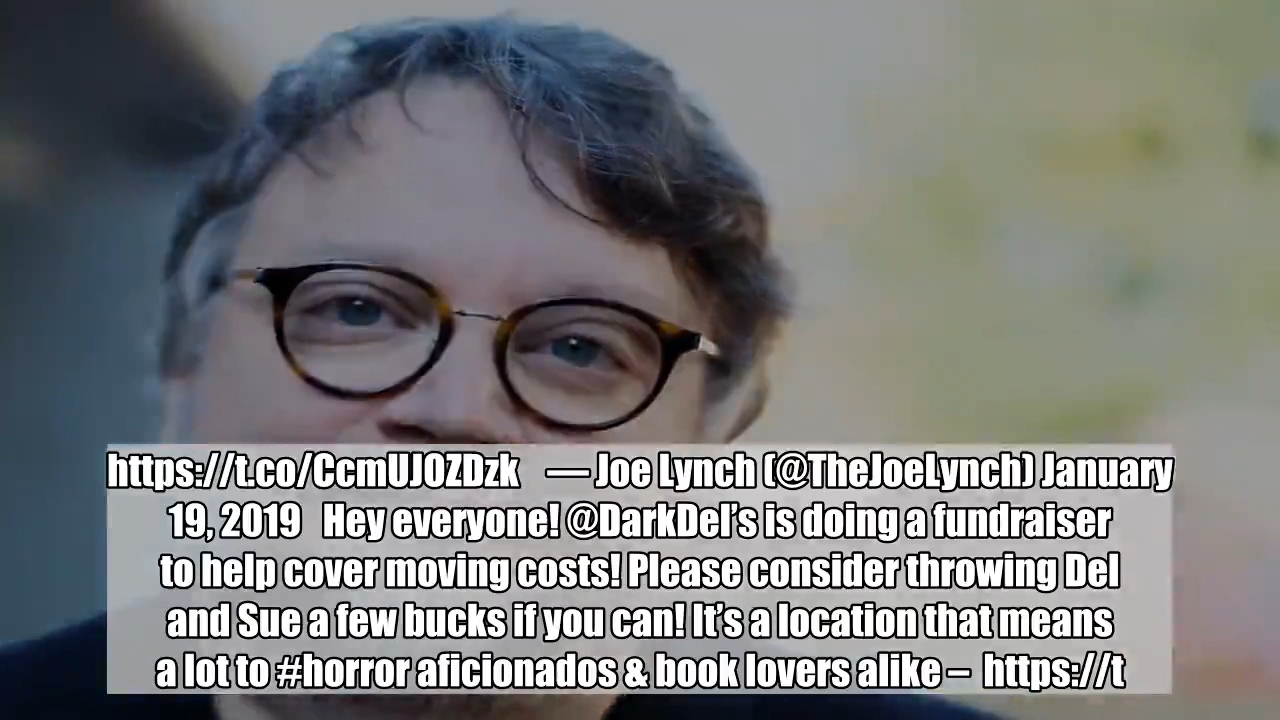 https://t.co/CcmUJOZDzk — Joe Lynch (@TheJoeLynch) January
19, 2019 Hey everyone! @DarkDel’s is doing a fundraiser
to help cover moving costs! Please consider throwing Del
and Sue a few bucks if you can! It’s a location that means
a lot to #horror aficionados & book lovers alike – https://t